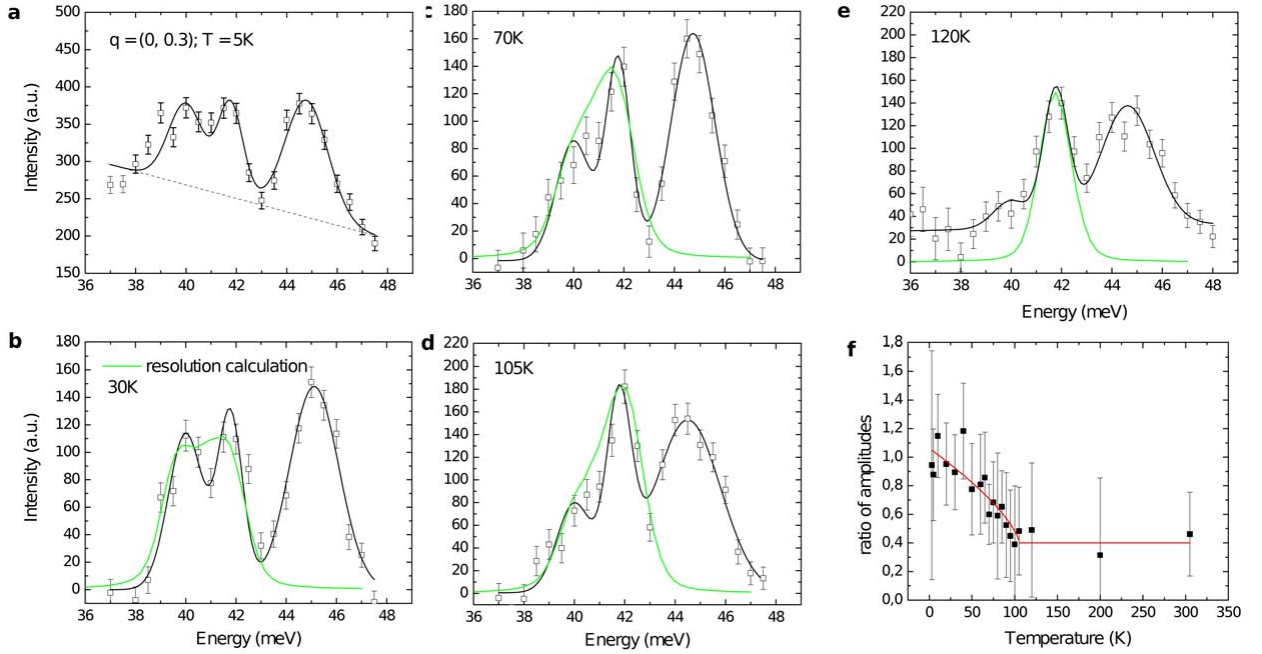 a
q =(0, 0.3); T =5K
Intensity (a.u.)
500
450
400
350
300
250
200
150
36 38 40 42 44 46 48
c
70K
180
160
140
120
100
80
60
40
20
0
36 38 40 42 44 46 48
e
120K
220
200
180
160
140
120
100
80
60
40
20
0
36 38 40 42 44 46 48
Energy (meV)
b
resolution calculation
30K
Intensity (a.u.)
180
160
140
120
100
80
60
40
20
0
36 38 40 42 44 46 48
Energy (meV)
d
105K
220
200
180
160
140
120
100
80
60
40
20
0
36 38 40 42 44 46 48
Energy (meV)
f
ratio of amplitudes
1,8
1,6
1,4
1,2
1,0
0,8
0,6
0,4
0,2
0,0
0 50 100 150 200 250 300 350
Temperature (K)